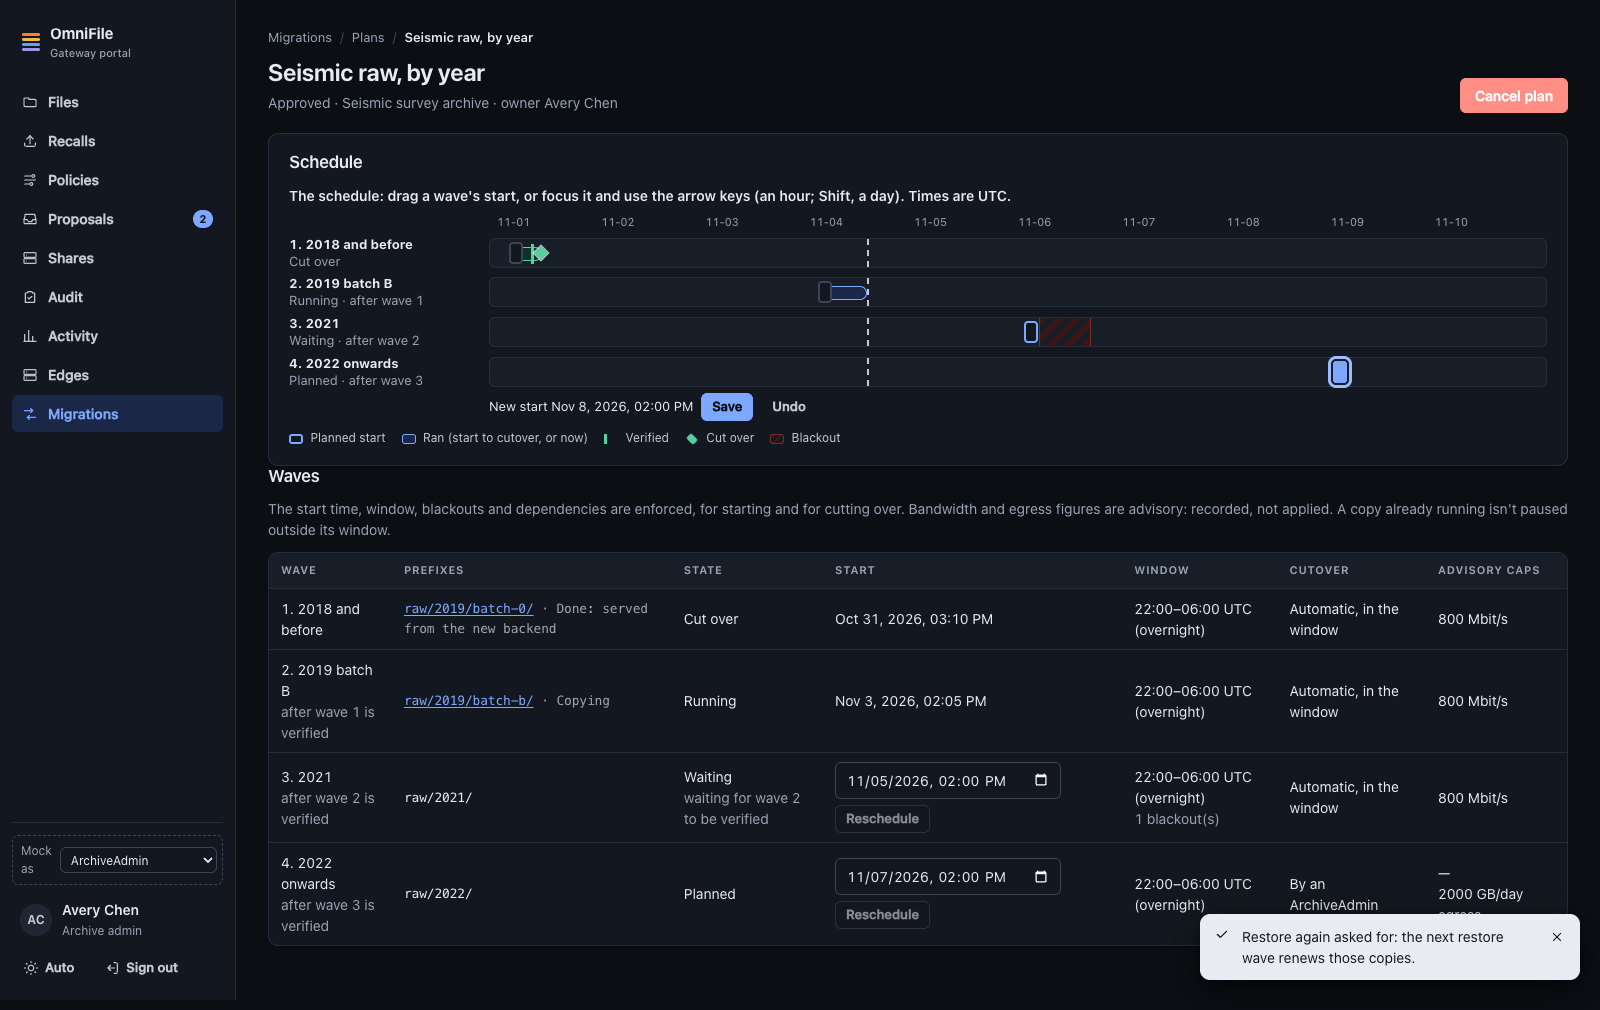 OmniFile
Gateway portal
Files
Recalls
Policies
Proposals 2
Shares
Audit
Activity
Edges
Migrations
Mock as
ArchiveAdmin
AC
Avery Chen
Archive admin
Auto
Sign out
Migrations / Plans / Seismic raw, by year
Seismic raw, by year
Approved · Seismic survey archive · owner Avery Chen
Cancel plan
Schedule
The schedule: drag a wave's start, or focus it and use the arrow keys (an hour; Shift, a day). Times are UTC.
11-01 11-02 11-03 11-04 11-05 11-06 11-07 11-08 11-09 11-10
1. 2018 and before
Cut over
2. 2019 batch B
Running · after wave 1
3. 2021
Waiting · after wave 2
4. 2022 onwards
Planned · after wave 3
New start Nov 8, 2026, 02:00 PM Save Undo
Planned start Ran (start to cutover, or now) Verified Cut over Blackout
Waves
The start time, window, blackouts and dependencies are enforced, for starting and for cutting over. Bandwidth and egress figures are advisory: recorded, not applied. A copy already running isn't paused
outside its window.
WAVE PREFIXES STATE START WINDOW CUTOVER ADVISORY CAPS
1. 2018 and
before
raw/2019/batch-0/ · Done: served
from the new backend
Cut over
Oct 31, 2026, 03:10 PM
22:00–06:00 UTC
(overnight)
Automatic, in the
window
800 Mbit/s
2. 2019 batch
B
after wave 1 is
verified
raw/2019/batch-b/ · Copying
Running
Nov 3, 2026, 02:05 PM
22:00–06:00 UTC
(overnight)
Automatic, in the
window
800 Mbit/s
3. 2021
after wave 2 is
verified
raw/2021/
Waiting
waiting for wave 2
to be verified
11/05/2026, 02:00 PM
Reschedule
22:00–06:00 UTC
(overnight)
1 blackout(s)
Automatic, in the
window
800 Mbit/s
4. 2022
onwards
after wave 3 is
verified
raw/2022/
Planned
11/07/2026, 02:00 PM
Reschedule
22:00–06:00 UTC
(overnight)
By an
ArchiveAdmin
—
2000 GB/day
Restore again asked for: the next restore
wave renews those copies.